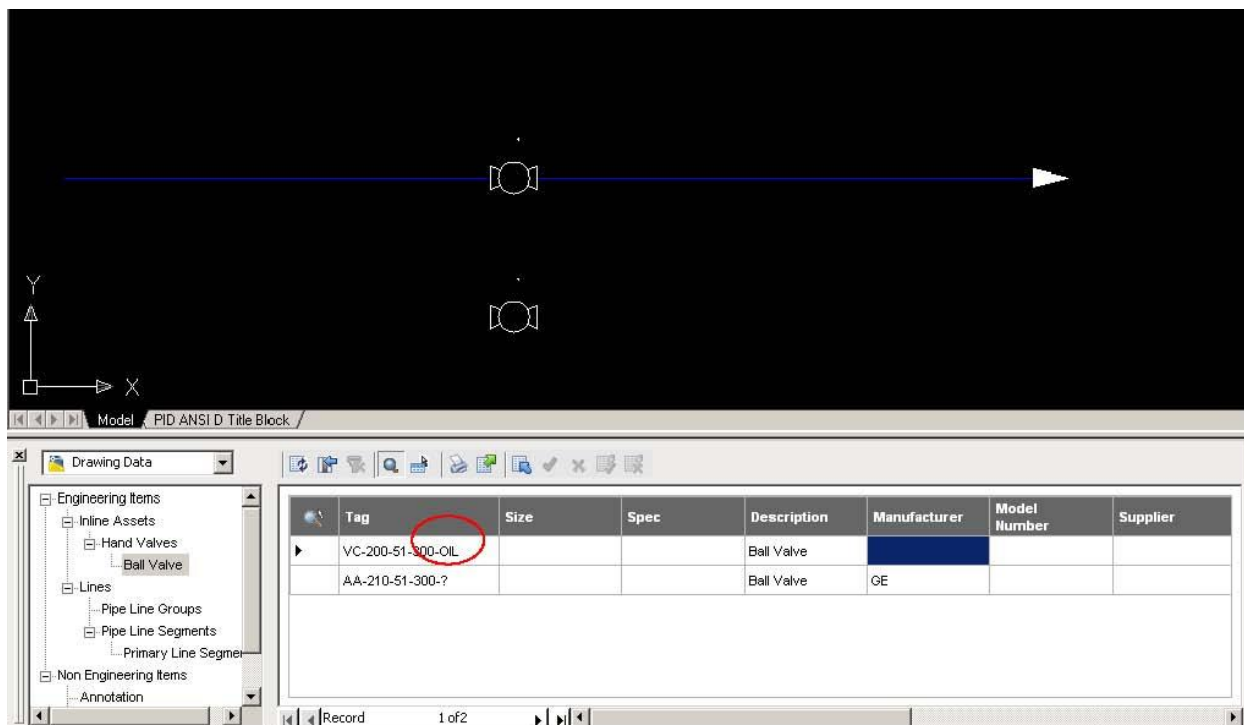 Y
X
Model PID ANSI D Title Block
Drawing Data
Engineering Items
Inline Assets
Hand Valves
Ball Valve
Lines
Pipe Line Groups
Pipe Line Segments
Primary Line Segmer
Non Engineering Items
Annotation
Tag Size Spec Description Manufacturer Model Number Supplier
VC-200-51-300-OIL Ball Valve
AA-210-51-300-? Ball Valve GE
Record 1 of 2